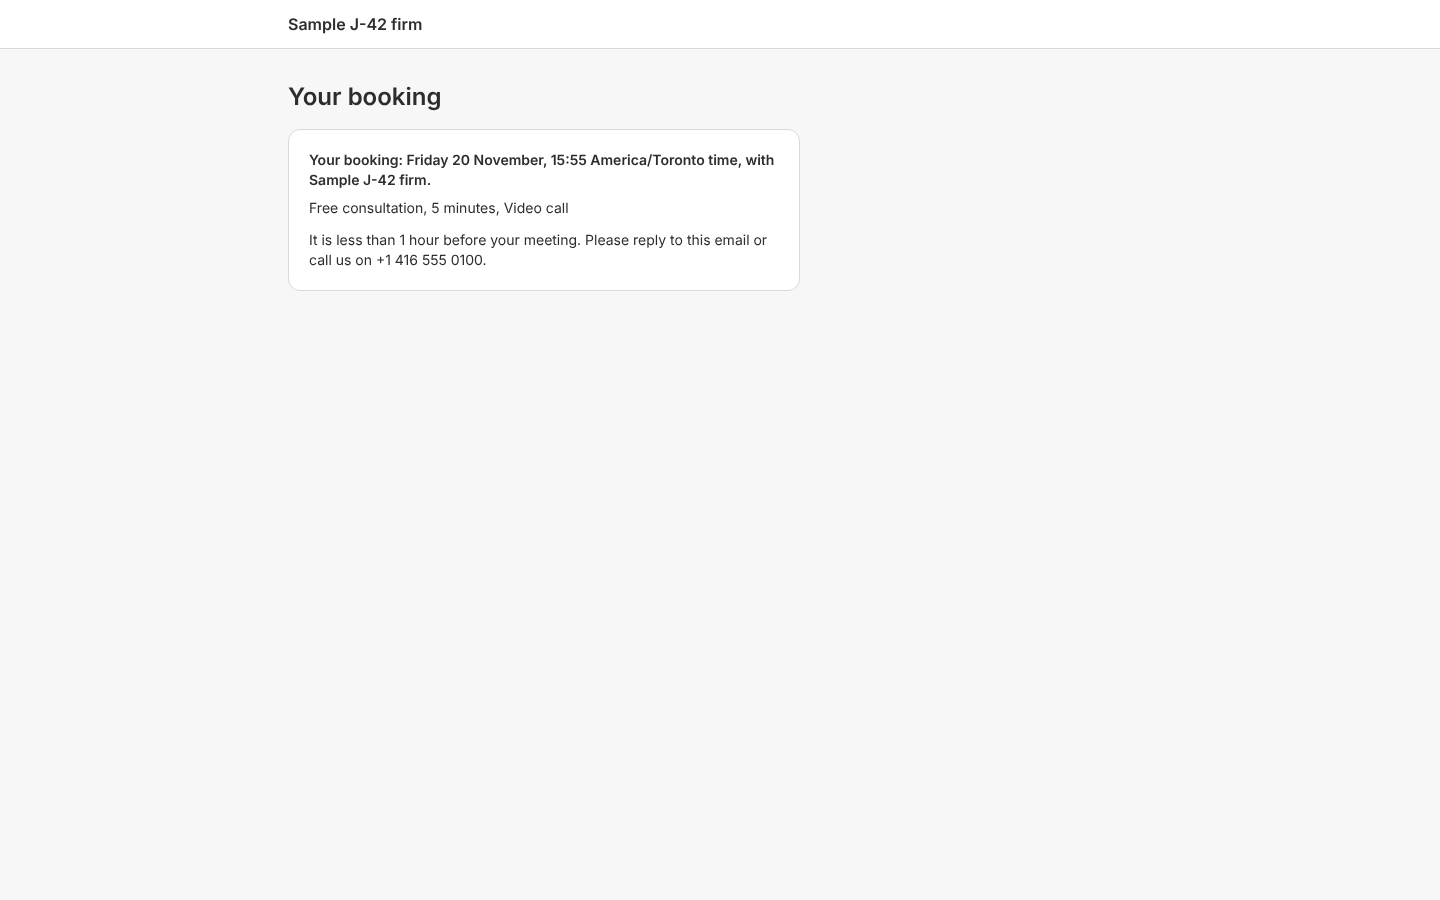 Sample J-42 firm
Your booking
Your booking: Friday 20 November, 15:55 America/Toronto time, with
Sample J-42 firm.
Free consultation, 5 minutes, Video call
It is less than 1 hour before your meeting. Please reply to this email or
call us on +1 416 555 0100.